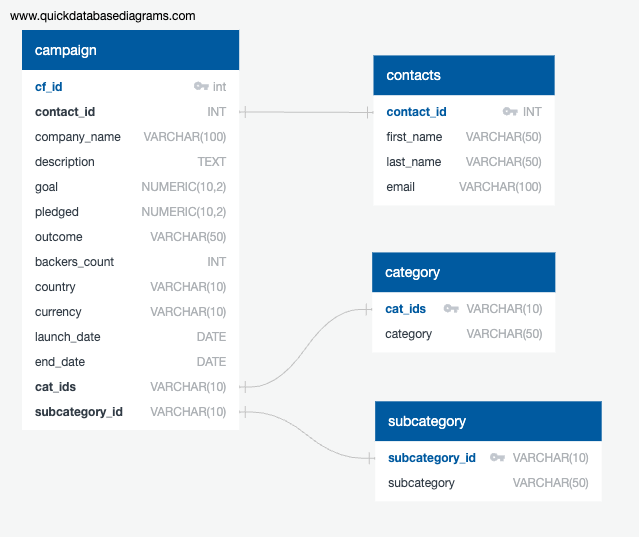 www.quickdatabasediagrams.com
campaign
cf_id int
contact_id INT
company_name VARCHAR(100)
description TEXT
goal NUMERIC(10,2)
pledged NUMERIC(10,2)
outcome VARCHAR(50)
backers_count INT
country VARCHAR(10)
currency VARCHAR(10)
launch_date DATE
end_date DATE
cat_ids VARCHAR(10)
subcategory_id VARCHAR(10)
contacts
contact_id INT
first_name VARCHAR(50)
last_name VARCHAR(50)
email VARCHAR(100)
category
cat_ids VARCHAR(10)
category VARCHAR(50)
subcategory
subcategory_id VARCHAR(10)
subcategory VARCHAR(50)